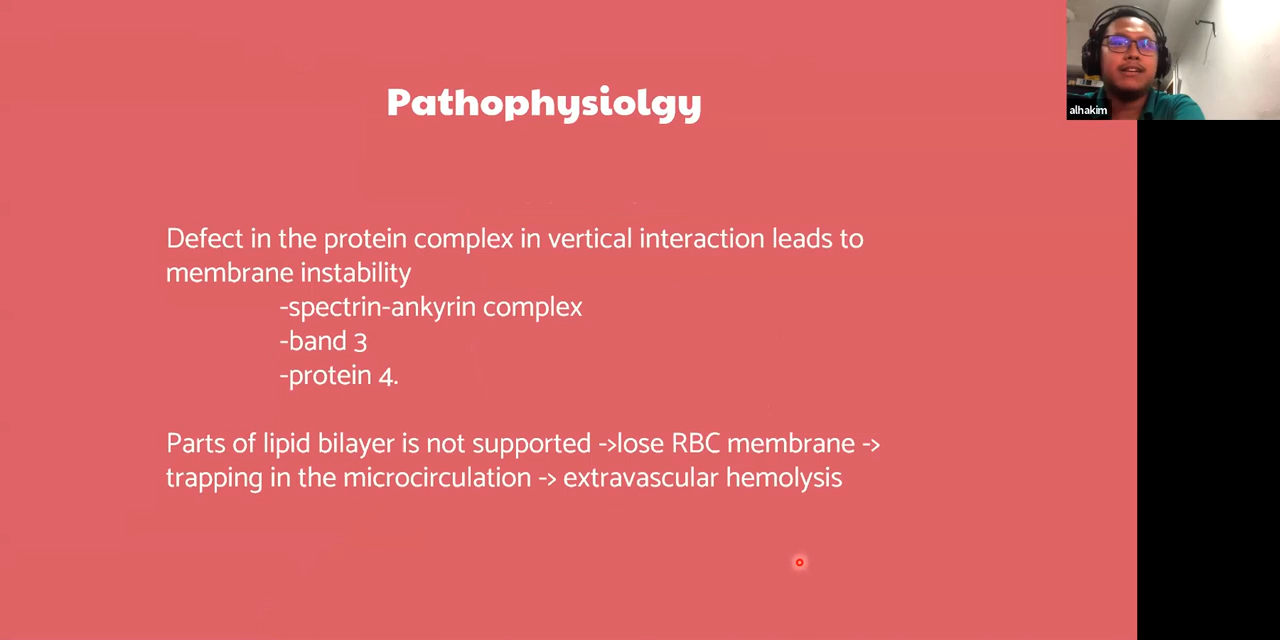 Pathophysiolgy
alhakim
Defect in the protein complex in vertical interaction leads to
membrane instability
-spectrin-ankyrin complex
-band 3
-protein 4.
Parts of lipid bilayer is not supported ->lose RBC membrane ->
trapping in the microcirculation -> extravascular hemolysis